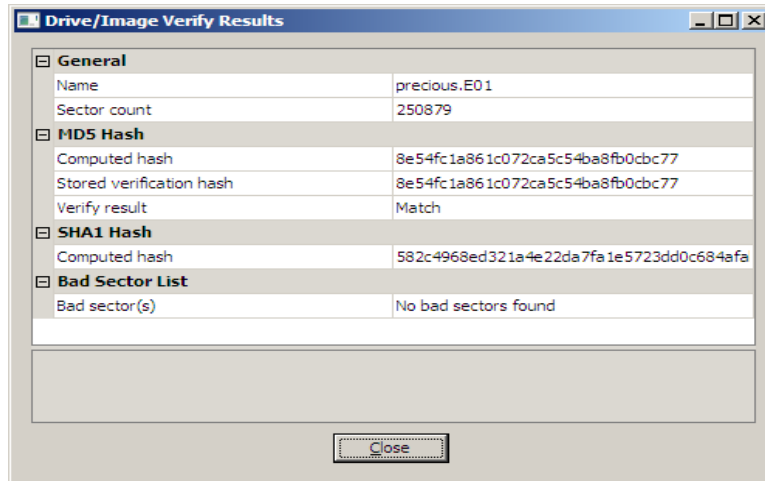 Drive/Image Verify Results
General
Name precious.E01
Sector count 250879
MD5 Hash
Computed hash 8e54fc1a861c072ca5c54ba8fb0cbc77
Stored verification hash 8e54fc1a861c072ca5c54ba8fb0cbc77
Verify result Match
SHA1 Hash
Computed hash 582c4968ed321a4e22da7fa1e5723dd0c684afa
Bad Sector List
Bad sector(s) No bad sectors found
Close